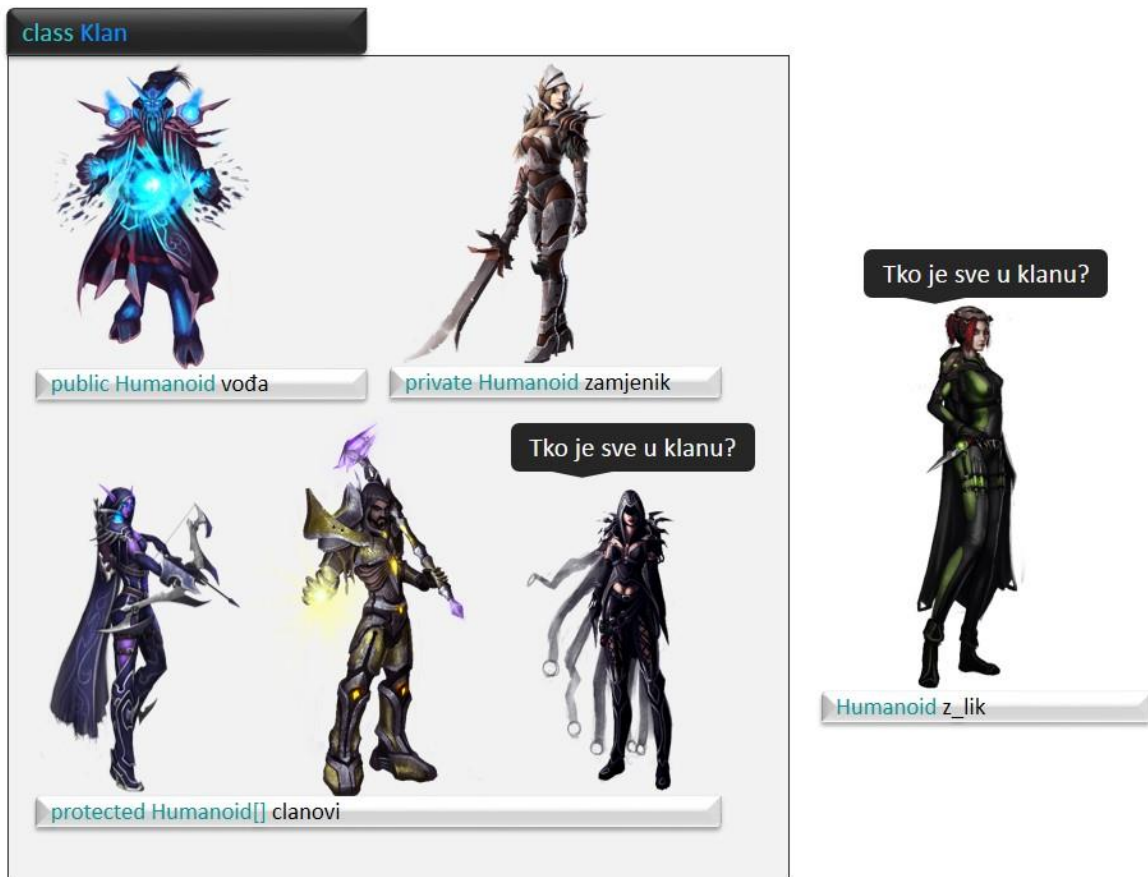 class Klan
public Humanoid vođa
private Humanoid zamjenik
Tko je sve u klanu?
protected Humanoid[] clanovi
Tko je sve u klanu?
Humanoid z_lik